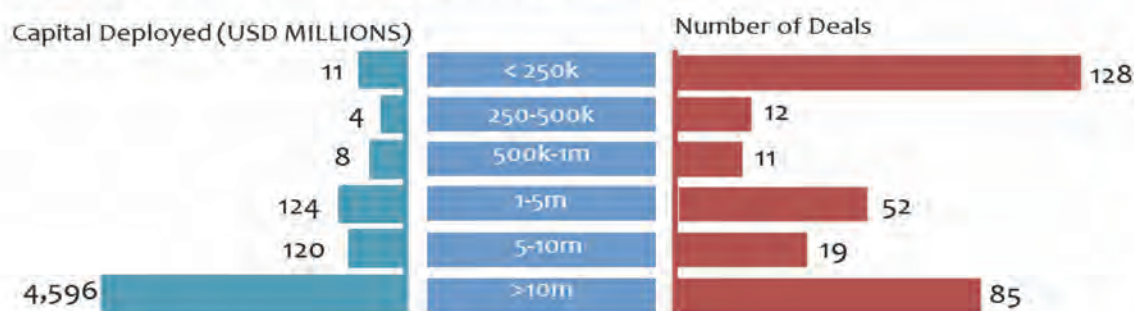 Capital Deployed (USD MILLIONS)
Number of Deals
11 < 250k 128
4 250-500k 12
8 500k-1m 11
124 1-5m 52
120 5-10m 19
4,596 >10m 85